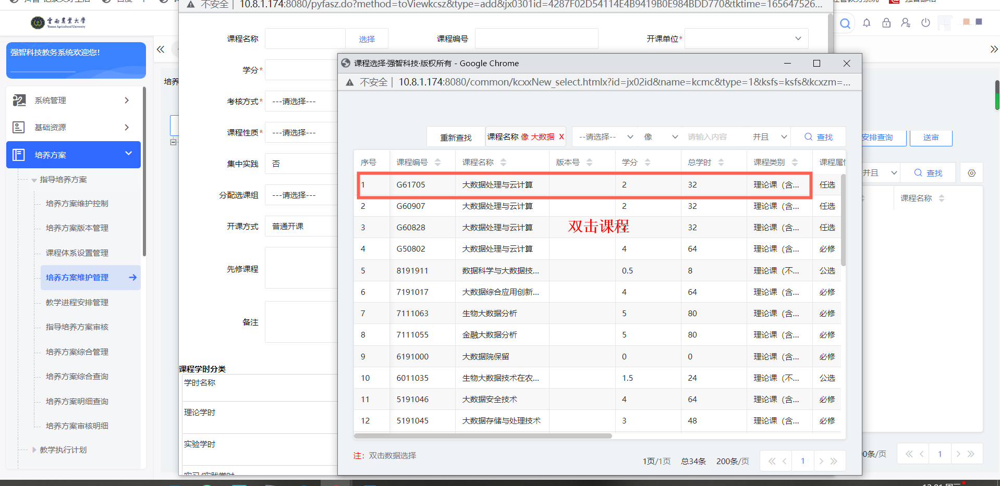 不安全 | 10.8.1.174:8080/pyfasz.do?method=toViewkcsz&type=add&jx0301id=4287F02D54114E4B9419B0E984BDD770&tktime=165647526...
雲南農業大學
Yunnan Agricultural University
强智科技教务系统欢迎您!
系统管理
基础资源
培养方案
指导培养方案
培养方案维护控制
培养方案版本管理
课程体系设置管理
培养方案维护管理
教学进程安排管理
指导培养方案审核
培养方案综合管理
培养方案综合查询
培养方案明细查询
培养方案审核明细
教学执行计划
培养
课程名称 选择 课程编号 开课单位*
学分*
考核方式* ---请选择---
课程性质* ---请选择---
集中实践 否
分配选课组 ---请选择---
开课方式 普通开课
先修课程
备注
课程学时分类
学时名称
理论学时
实验学时
实习/实践学时
课程选择·强智科技·版权所有 - Google Chrome
不安全 | 10.8.1.174:8080/common/kcxxNew_select.htmlx?id=jx02id&name=kcmc&type=1&ksfs=ksfs&kcxzm=...
重新查找 课程名称 像 大数据 X --请选择-- 像 请输入内容 并且 查找
序号 课程编号 课程名称 版本号 学分 总学时 课程类别 课程属性
1 G61705 大数据处理与云计算 2 32 理论课（含... 任选
2 G60907 大数据处理与云计算 2 32 理论课（含... 任选
3 G60828 大数据处理与云计算 2 32 理论课（含... 任选
双击课程
4 G50802 大数据处理与云计算 4 64 理论课（含... 必修
5 8191911 数据科学与大数据技... 0.5 8 理论课（不... 公选
6 7191017 大数据综合应用创新... 4 64 理论课（含... 必修
7 7111063 生物大数据分析 5 80 理论课（含... 必修
8 7111055 金融大数据分析 5 80 理论课（含... 必修
9 6191000 大数据院保留 0 0 理论课（含... 必修
10 6011035 生物大数据技术在农... 1.5 24 理论课（不... 公选
11 5191046 大数据安全技术 4 64 理论课（含... 必修
12 5191045 大数据存储与处理技术 3 48 理论课（含... 必修
注：双击数据选择
1页/1页 总34条 200条/页 1
安排查询 送审
并且 查找
课程名称
0条/页 1